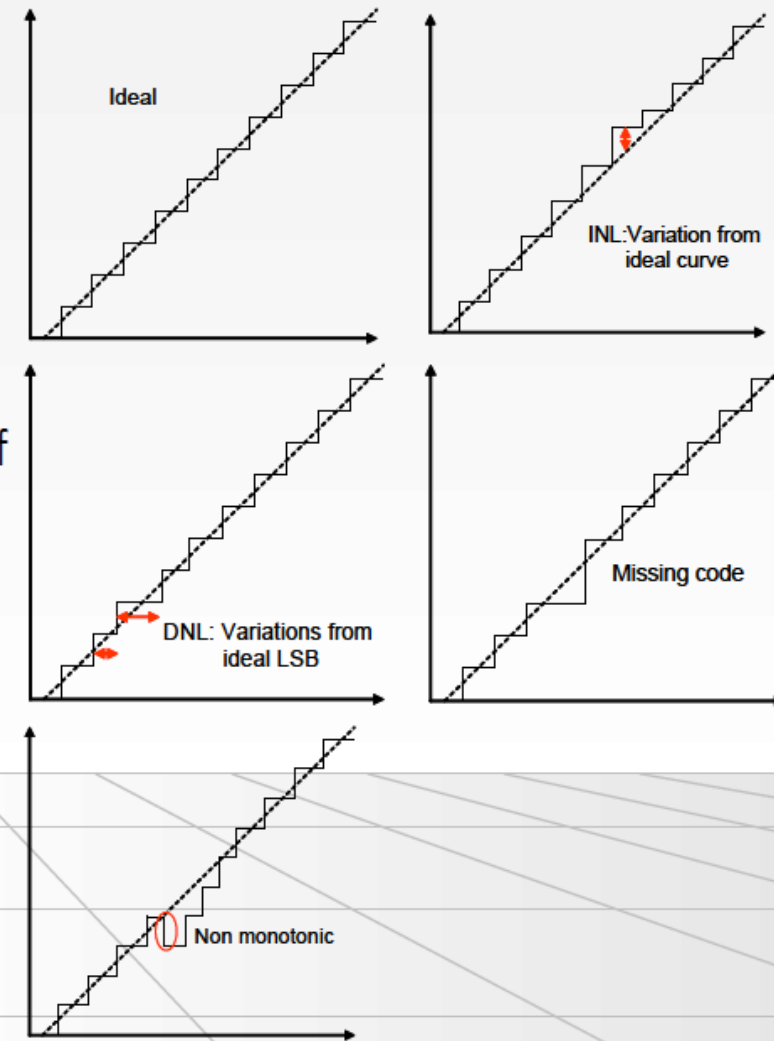 Ideal
INL:Variation from
ideal curve
f
DNL: Variations from
ideal LSB
Missing code
Non monotonic